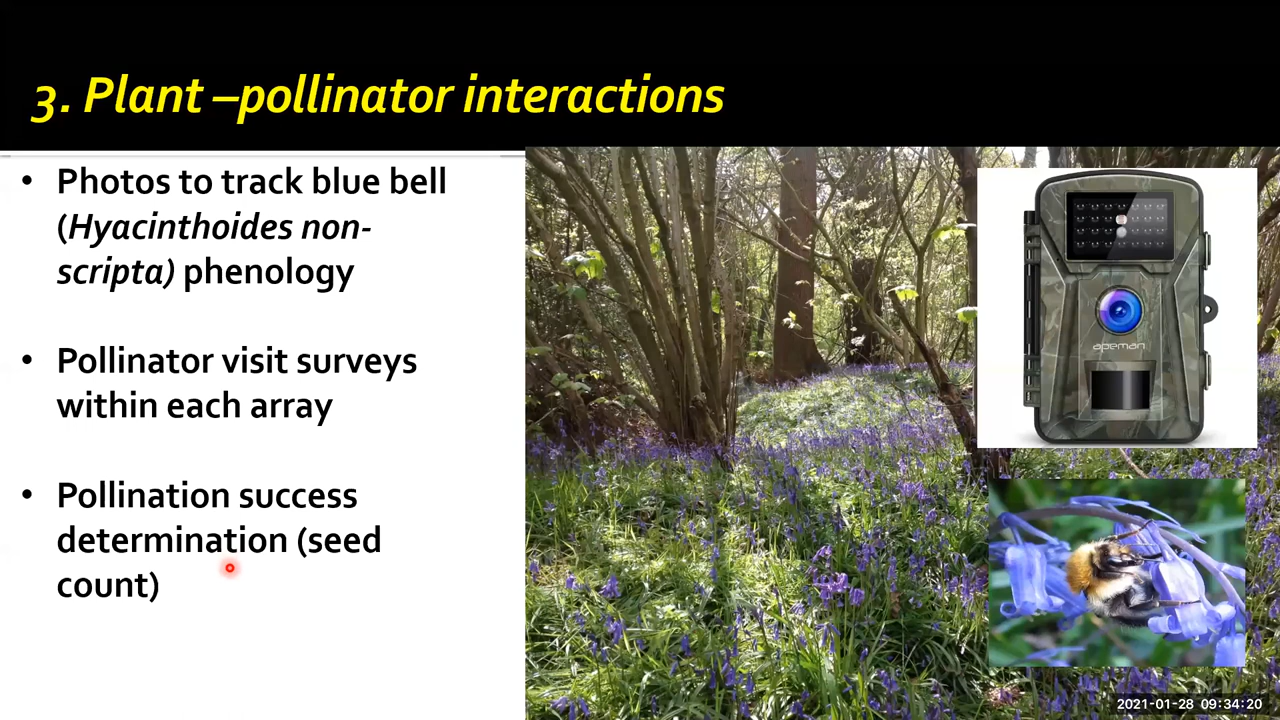 3. Plant –pollinator interactions
• Photos to track blue bell
(Hyacinthoides non-
scripta) phenology
• Pollinator visit surveys
within each array
• Pollination success
determination (seed
count)
apeman
2021-01-28 09:34:20